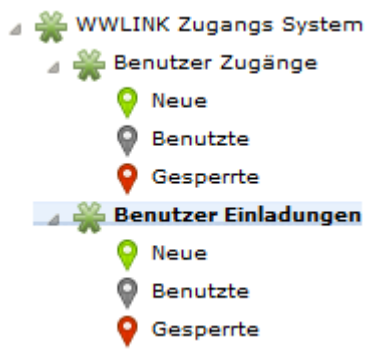 WWLINK Zugangs System
Benutzer Zugänge
Neue
Benutzte
Gesperrte
Benutzer Einladungen
Neue
Benutzte
Gesperrte